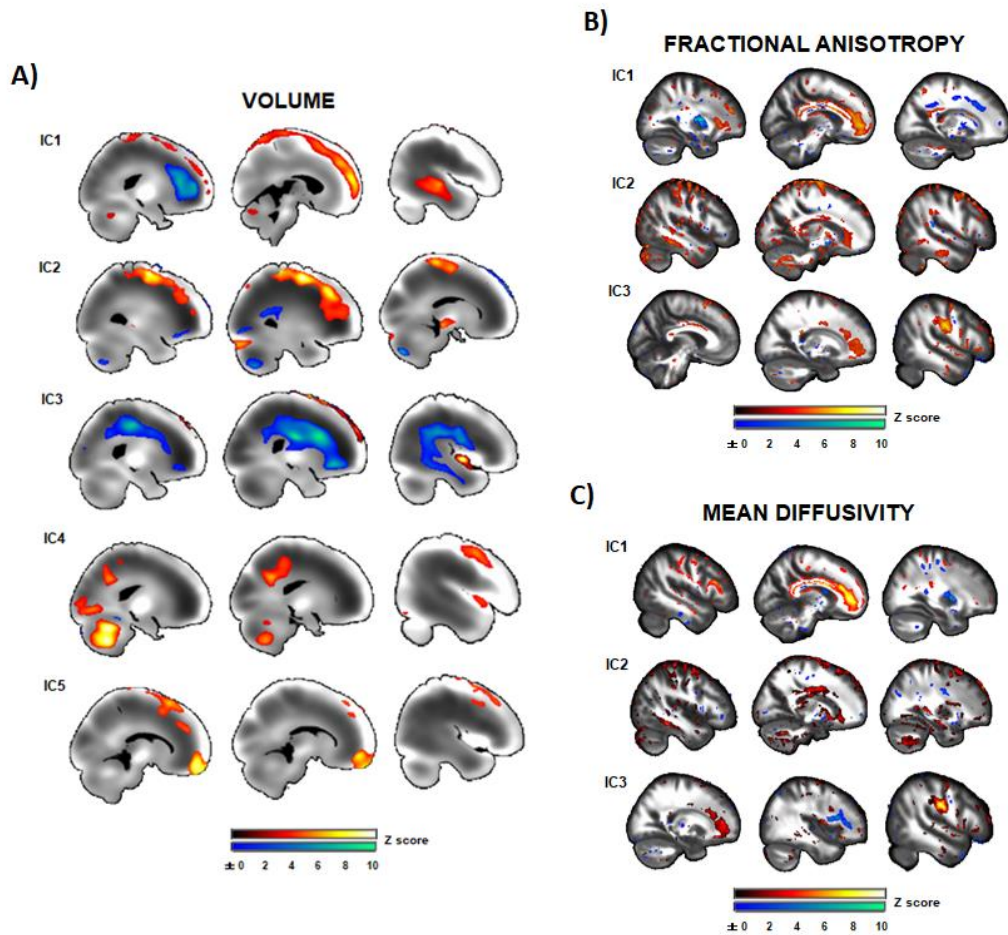 A)
VOLUME
IC1
IC2
IC3
IC4
IC5
Z score
± 0 2 4 6 8 10
B)
FRACTIONAL ANISOTROPY
IC1
IC2
IC3
Z score
± 0 2 4 6 8 10
C)
MEAN DIFFUSIVITY
IC1
IC2
IC3
Z score
± 0 2 4 6 8 10